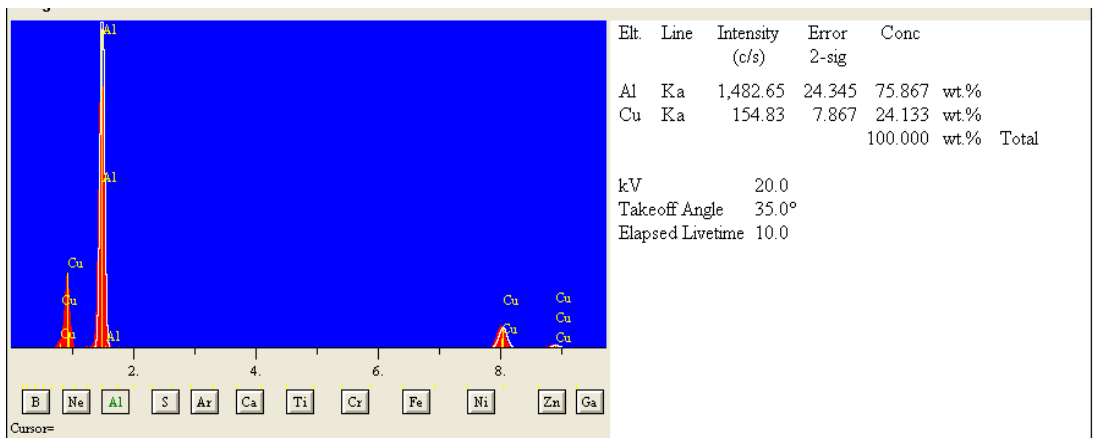 Al
Al
Cu
Cu
Cu
Al
Cu
Cu
Cu
Cu
Cu
2. 4. 6. 8.
B Ne Al S Ar Ca Ti Cr Fe Ni Zn Ga
Cursor=
Elt. Line Intensity Error Conc
(c/s) 2-sig
Al Ka 1,482.65 24.345 75.867 wt.%
Cu Ka 154.83 7.867 24.133 wt.%
100.000 wt.% Total
kV 20.0
Takeoff Angle 35.0°
Elapsed Livetime 10.0